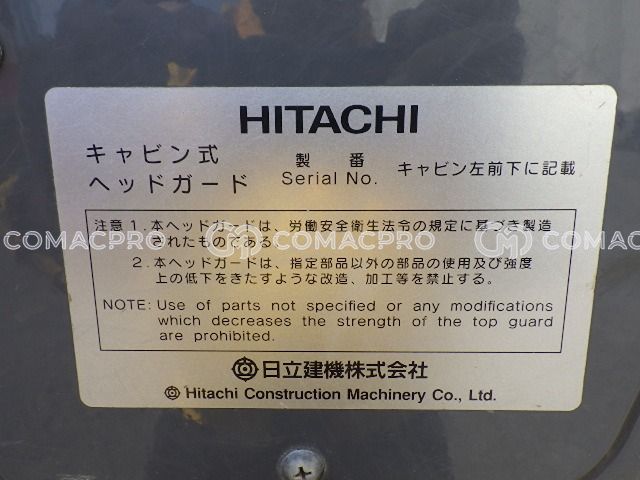 HITACHI
キャビン式
ヘッドガード
製 番
Serial No.
キャビン左前下に記載
注意 1. 本ヘッドガードは、労働安全衛生法令の規定に基づき製造
されたものである。
2. 本ヘッドガードは、指定部品以外の部品の使用及び強度
上の低下をきたすような改造、加工等を禁止する。
NOTE: Use of parts not specified or any modifications
which decreases the strength of the top guard
are prohibited.
日立建機株式会社
Hitachi Construction Machinery Co., Ltd.
COMACPRO COMACPRO COMACPRO